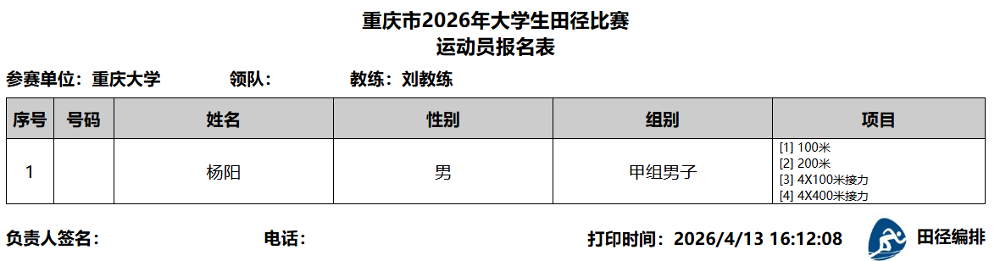 重庆市2026年大学生田径比赛
运动员报名表
参赛单位：重庆大学 领队： 教练：刘教练
序号 号码 姓名 性别 组别 项目
1 杨阳 男 甲组男子
[1] 100米
[2] 200米
[3] 4X100米接力
[4] 4X400米接力
负责人签名： 电话： 打印时间：2026/4/13 16:12:08 田径编排